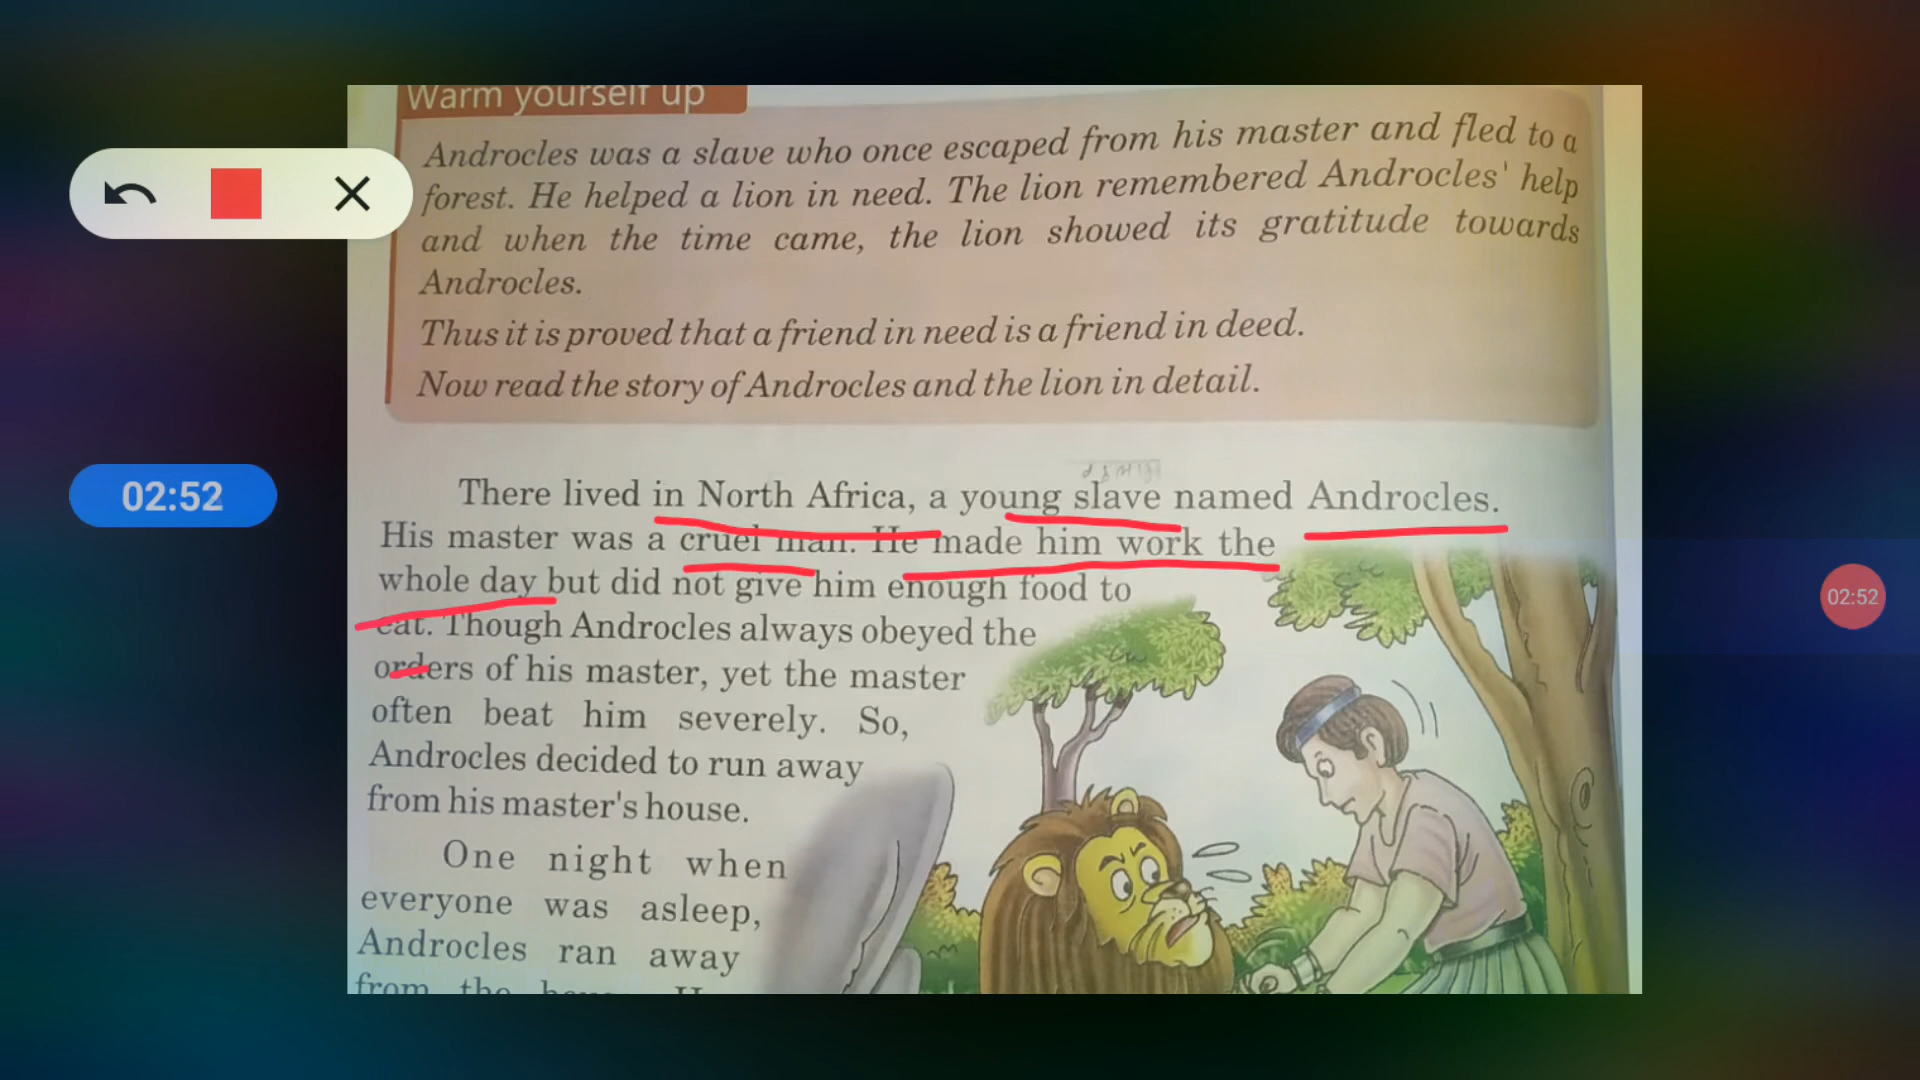 Warm yourself up
Androcles was a slave who once escaped from his master and fled to a
forest. He helped a lion in need. The lion remembered Androcles' help
and when the time came, the lion showed its gratitude towards
Androcles.
Thus it is proved that a friend in need is a friend in deed.
Now read the story of Androcles and the lion in detail.
02:52
There lived in North Africa, a young slave named Androcles.
His master was a cruel man. He made him work the
whole day but did not give him enough food to
02:52
eat. Though Androcles always obeyed the
orders of his master, yet the master
often beat him severely. So,
Androcles decided to run away
from his master's house.
One night when
everyone was asleep,
Androcles ran away
from the